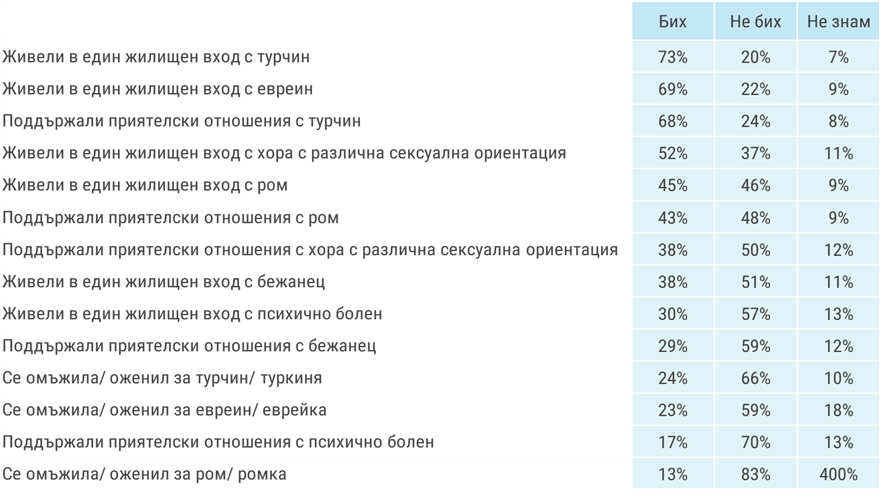 Бих Не бих Не знам
Живели в един жилищен вход с турчин 73% 20% 7%
Живели в един жилищен вход с евреин 69% 22% 9%
Поддържали приятелски отношения с турчин 68% 24% 8%
Живели в един жилищен вход с хора с различна сексуална ориентация 52% 37% 11%
Живели в един жилищен вход с ром 45% 46% 9%
Поддържали приятелски отношения с ром 43% 48% 9%
Поддържали приятелски отношения с хора с различна сексуална ориентация 38% 50% 12%
Живели в един жилищен вход с бежанец 38% 51% 11%
Живели в един жилищен вход с психично болен 30% 57% 13%
Поддържали приятелски отношения с бежанец 29% 59% 12%
Се омъжила/ оженил за турчин/ туркиня 24% 66% 10%
Се омъжила/ оженил за евреин/ еврейка 23% 59% 18%
Поддържали приятелски отношения с психично болен 17% 70% 13%
Се омъжила/ оженил за ром/ ромка 13% 83% 400%